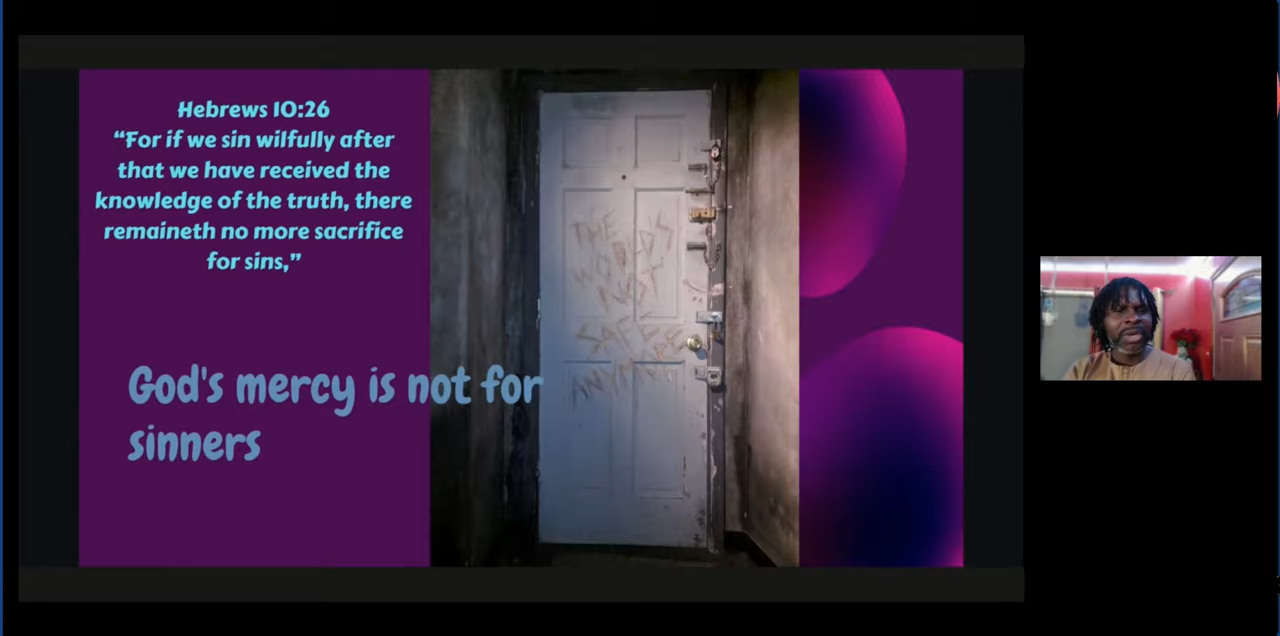 Hebrews 10:26
“For if we sin wilfully after
that we have received the
knowledge of the truth, there
remaineth no more sacrifice
for sins,”
God's mercy is not for
sinners
THE
WORLD'S
NOT
SAFE
ANYMORE